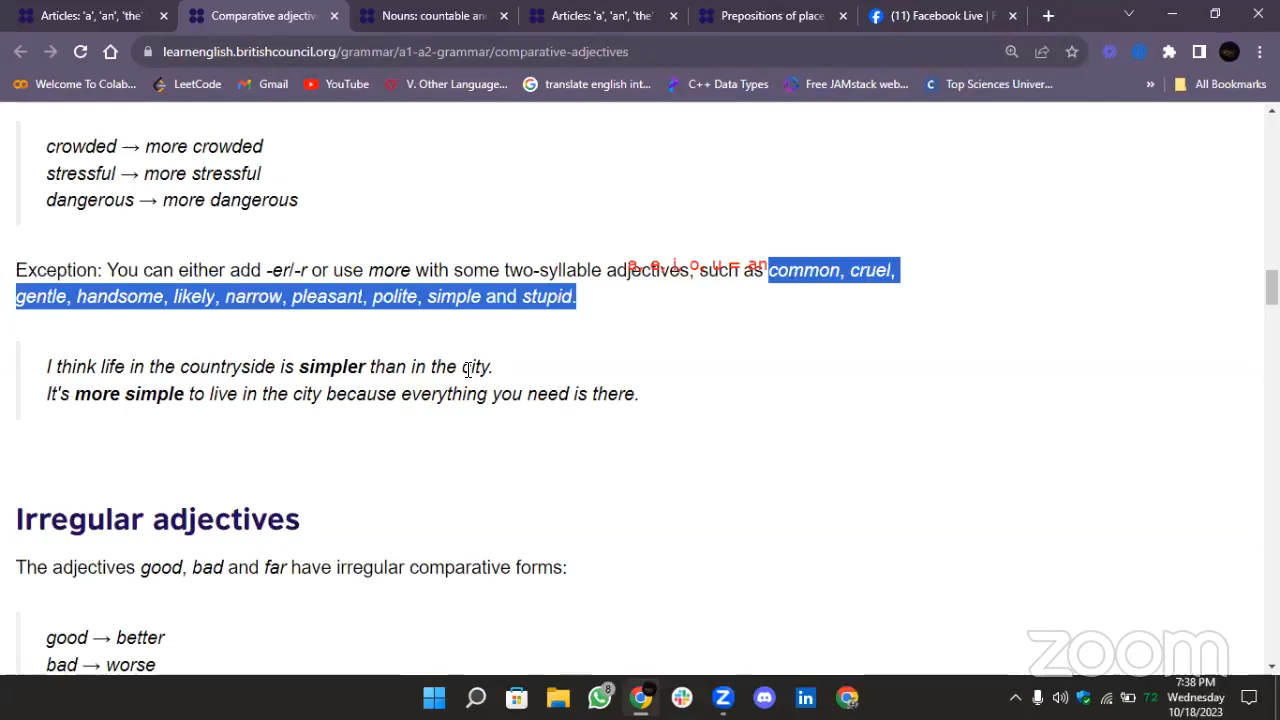 Articles: 'a', 'an', 'the'
Comparative adjectiv
Nouns: countable an
Articles: 'a', 'an', 'the'
Prepositions of place
(11) Facebook Live | F
learnenglish.britishcouncil.org/grammar/a1-a2-grammar/comparative-adjectives
Welcome To Colab...
LeetCode
Gmail
YouTube
V. Other Language...
translate english int...
C++ Data Types
Free JAMstack web...
Top Sciences Univer...
»
All Bookmarks
crowded → more crowded
stressful → more stressful
dangerous → more dangerous
a, e, i, o, u = an
Exception: You can either add -er/-r or use more with some two-syllable adjectives, such as common, cruel,
gentle, handsome, likely, narrow, pleasant, polite, simple and stupid.
I think life in the countryside is simpler than in the city.
It's more simple to live in the city because everything you need is there.
Irregular adjectives
The adjectives good, bad and far have irregular comparative forms:
good → better
bad → worse
zoom
8
72
7:38 PM
Wednesday
10/18/2023